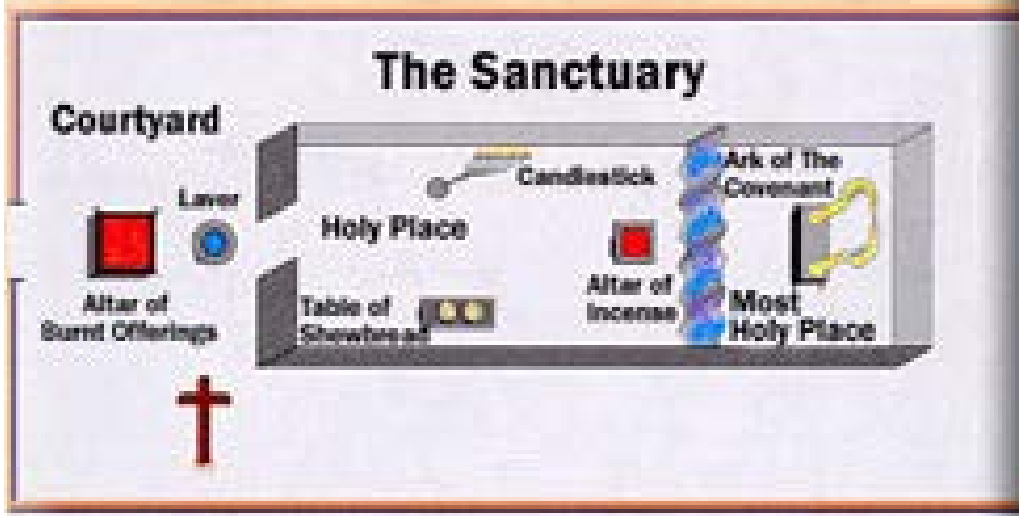 The Sanctuary
Courtyard
Laver
Altar of
Burnt Offerings
Holy Place
Candlestick
Table of
Showbread
Altar of
Incense
Ark of The
Covenant
Most
Holy Place